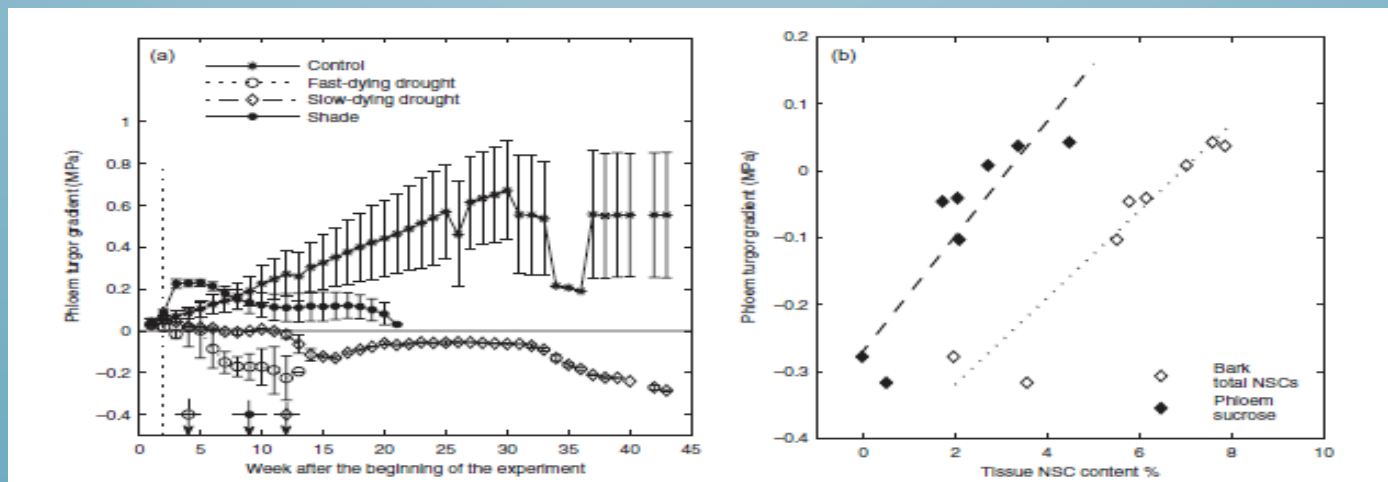 (a)
Control
Fast-dying drought
Slow-dying drought
Shade
Phloem turgor gradient (MPa)
1
0.8
0.6
0.4
0.2
0
−0.2
−0.4
0 5 10 15 20 25 30 35 40 45
Week after the beginning of the experiment
(b)
Phloem turgor gradient (MPa)
0.2
0.1
0
−0.1
−0.2
−0.3
−0.4
Bark
total NSCs
Phloem
sucrose
0 2 4 6 8 10
Tissue NSC content %